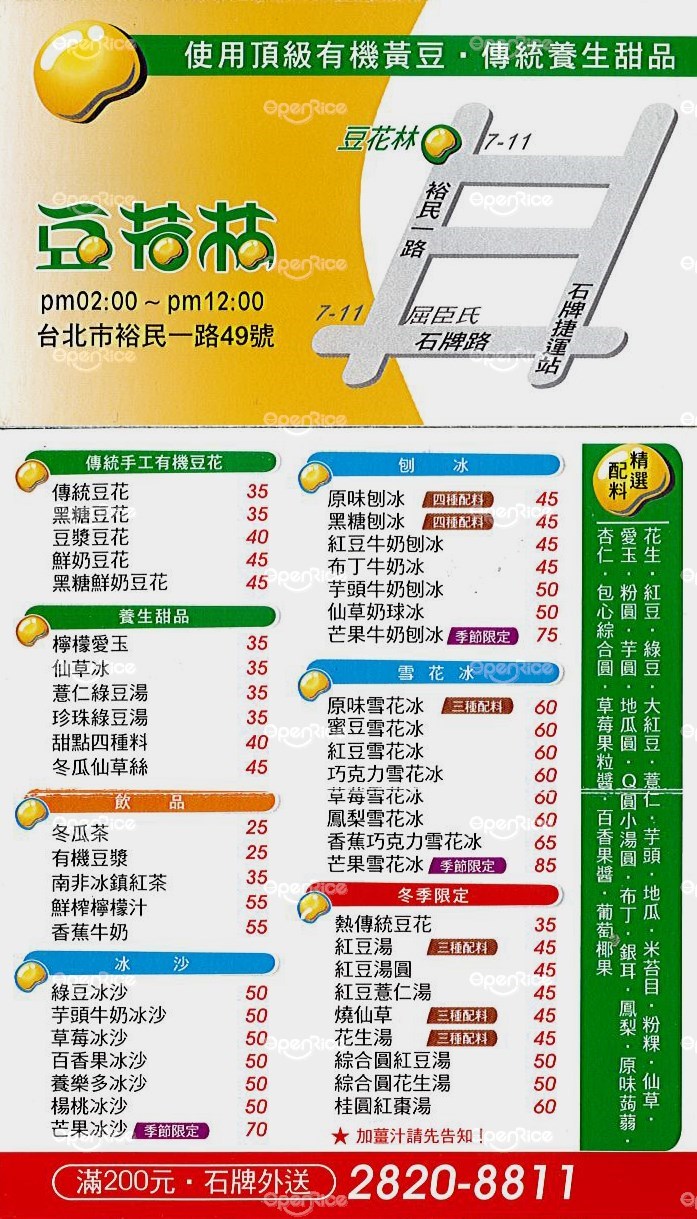 使用頂級有機黃豆・傳統養生甜品
豆花林
7-11
裕民一路
豆花林
pm02:00 ~ pm12:00
台北市裕民一路49號
7-11
屈臣氏
石牌路
石牌捷運站
傳統手工有機豆花
傳統豆花 35
黑糖豆花 35
豆漿豆花 40
鮮奶豆花 45
黑糖鮮奶豆花 45
養生甜品
檸檬愛玉 35
仙草冰 35
薏仁綠豆湯 35
珍珠綠豆湯 35
甜點四種料 40
冬瓜仙草絲 45
飲 品
冬瓜茶 25
有機豆漿 25
南非冰鎮紅茶 35
鮮榨檸檬汁 55
香蕉牛奶 55
冰 沙
綠豆冰沙 50
芋頭牛奶冰沙 50
草莓冰沙 50
百香果冰沙 50
養樂多冰沙 50
楊桃冰沙 50
芒果冰沙 季節限定 70
刨 冰
原味刨冰 四種配料 45
黑糖刨冰 四種配料 45
紅豆牛奶刨冰 45
布丁牛奶冰 45
芋頭牛奶刨冰 50
仙草奶球冰 50
芒果牛奶刨冰 季節限定 75
雪 花 冰
原味雪花冰 三種配料 60
蜜豆雪花冰 60
紅豆雪花冰 60
巧克力雪花冰 60
草莓雪花冰 60
鳳梨雪花冰 60
香蕉巧克力雪花冰 65
芒果雪花冰 季節限定 85
冬季限定
熱傳統豆花 35
紅豆湯 三種配料 45
紅豆湯圓 45
紅豆薏仁湯 45
燒仙草 三種配料 45
花生湯 三種配料 45
綜合圓紅豆湯 50
綜合圓花生湯 50
桂圓紅棗湯 60
★ 加薑汁請先告知！
精選配料
花生・紅豆・綠豆・大紅豆・薏仁・芋頭・地瓜・米苔目・粉粿・仙草・
愛玉・粉圓・芋圓・地瓜圓・Q圓小湯圓・布丁・銀耳・鳳梨・原味蒟蒻・
杏仁・包心綜合圓・草莓果粒醬・百香果醬・葡萄椰果
滿200元・石牌外送 2820-8811
OpenRice